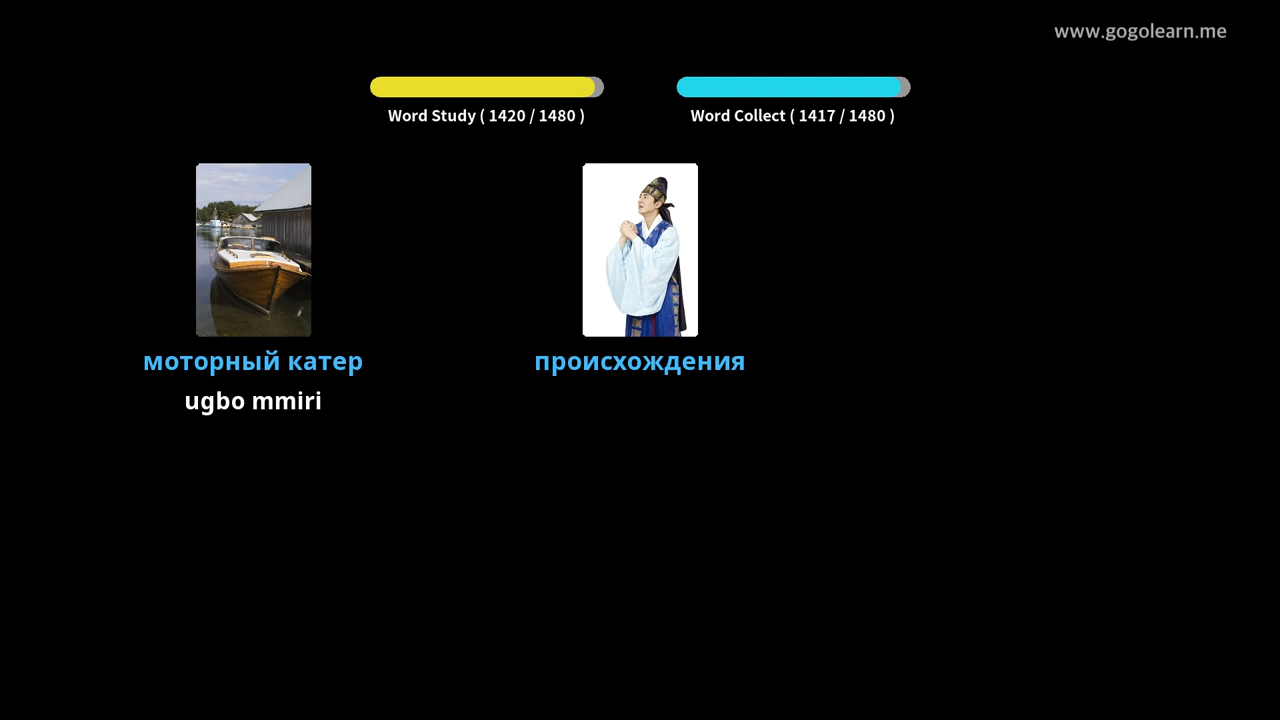 www.gogolearn.me
Word Study ( 1420 / 1480 )
Word Collect ( 1417 / 1480 )
моторный катер
происхождения
ugbo mmiri